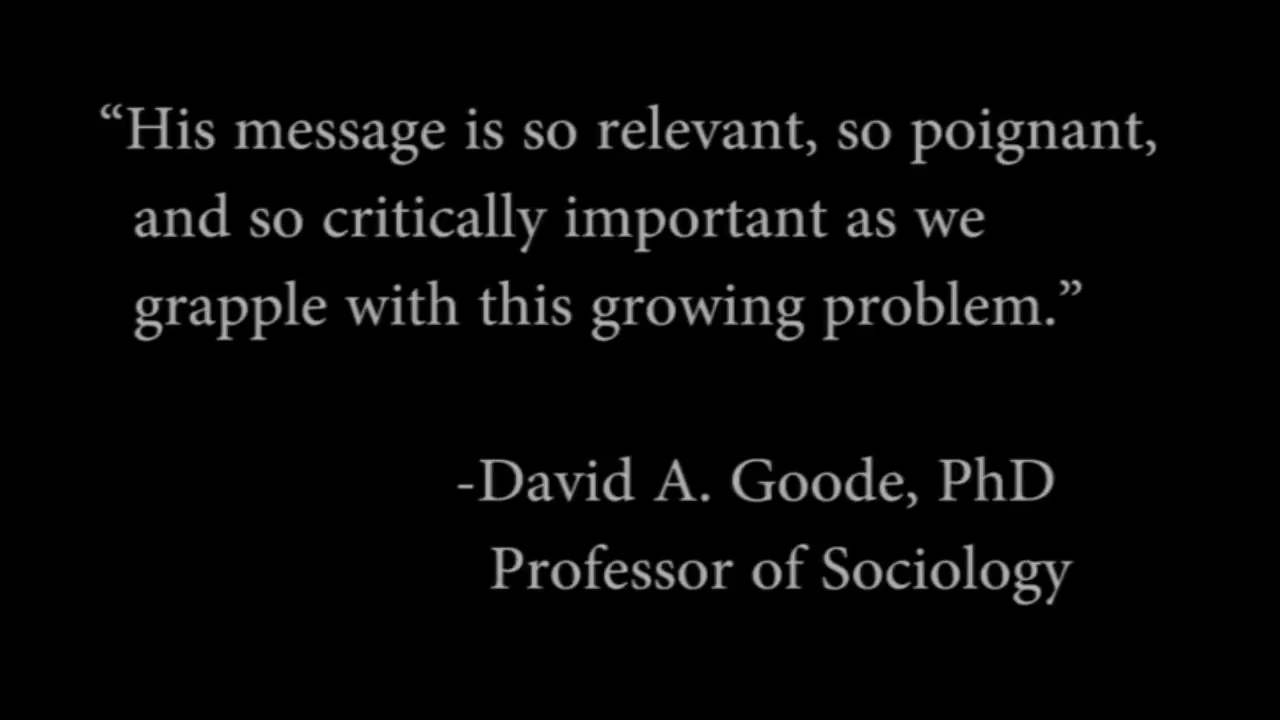 “His message is so relevant, so poignant,
and so critically important as we
grapple with this growing problem.”
-David A. Goode, PhD
Professor of Sociology